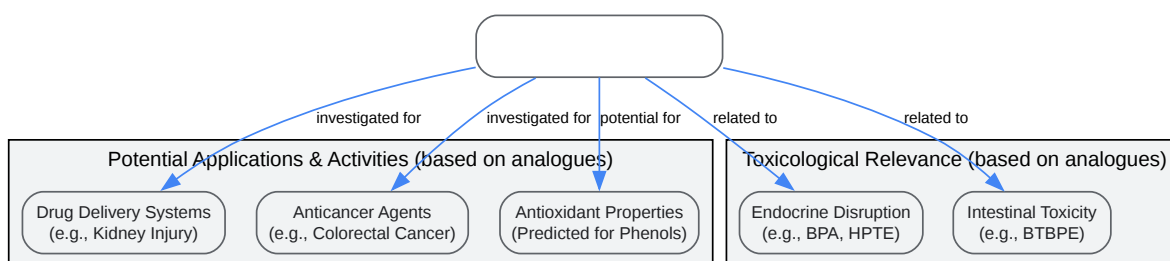 investigated for
investigated for
potential for
related to
related to
Potential Applications & Activities (based on analogues)
Toxicological Relevance (based on analogues)
Drug Delivery Systems
(e.g., Kidney Injury)
Anticancer Agents
(e.g., Colorectal Cancer)
Antioxidant Properties
(Predicted for Phenols)
Endocrine Disruption
(e.g., BPA, HPTE)
Intestinal Toxicity
(e.g., BTBPE)